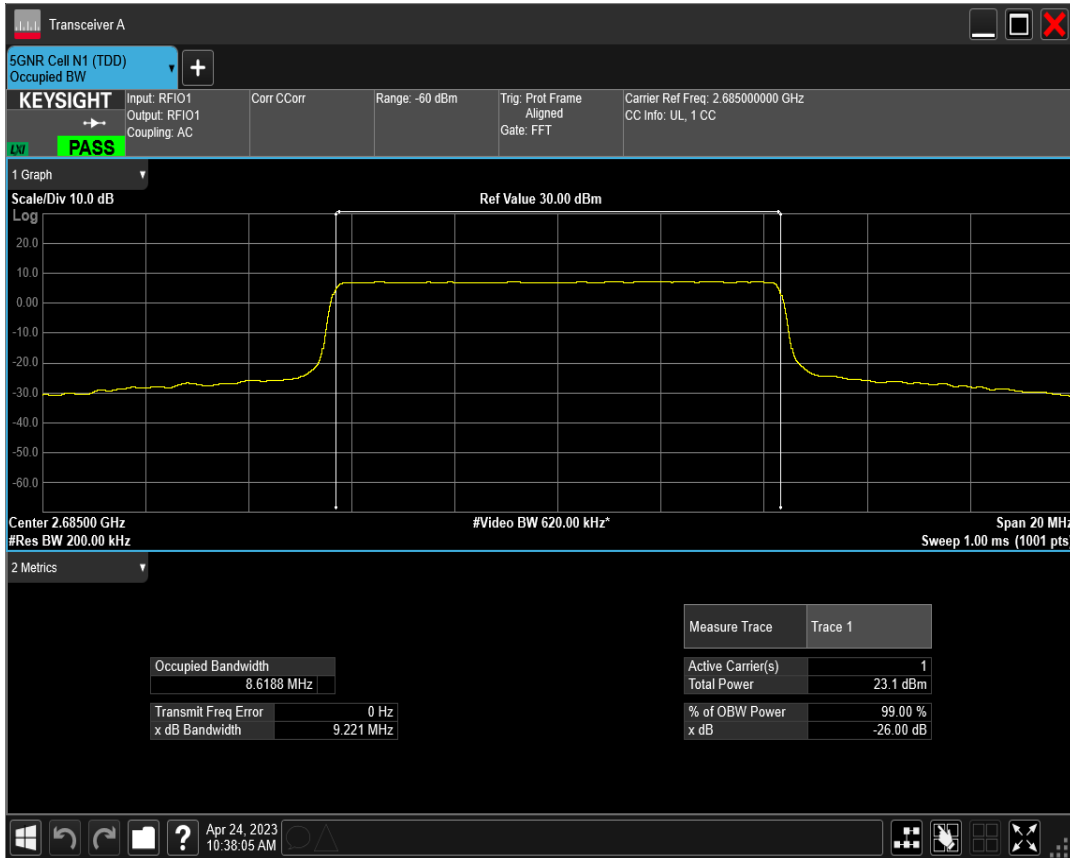 Transceiver A
5GNR Cell N1 (TDD)
Occupied BW
+
KEYSIGHT
LXI
PASS
Input: RFIO1
Output: RFIO1
Coupling: AC
Corr CCorr
Range: -60 dBm
Trig: Prot Frame
Aligned
Gate: FFT
Carrier Ref Freq: 2.685000000 GHz
CC Info: UL, 1 CC
1 Graph
Scale/Div 10.0 dB
Ref Value 30.00 dBm
Log
20.0
10.0
0.00
-10.0
-20.0
-30.0
-40.0
-50.0
-60.0
Center 2.68500 GHz
#Video BW 620.00 kHz*
Span 20 MHz
#Res BW 200.00 kHz
Sweep 1.00 ms (1001 pts)
2 Metrics
Measure Trace Trace 1
Occupied Bandwidth
8.6188 MHz
Active Carrier(s) 1
Total Power 23.1 dBm
Transmit Freq Error 0 Hz
x dB Bandwidth 9.221 MHz
% of OBW Power 99.00 %
x dB -26.00 dB
?
Apr 24, 2023
10:38:05 AM